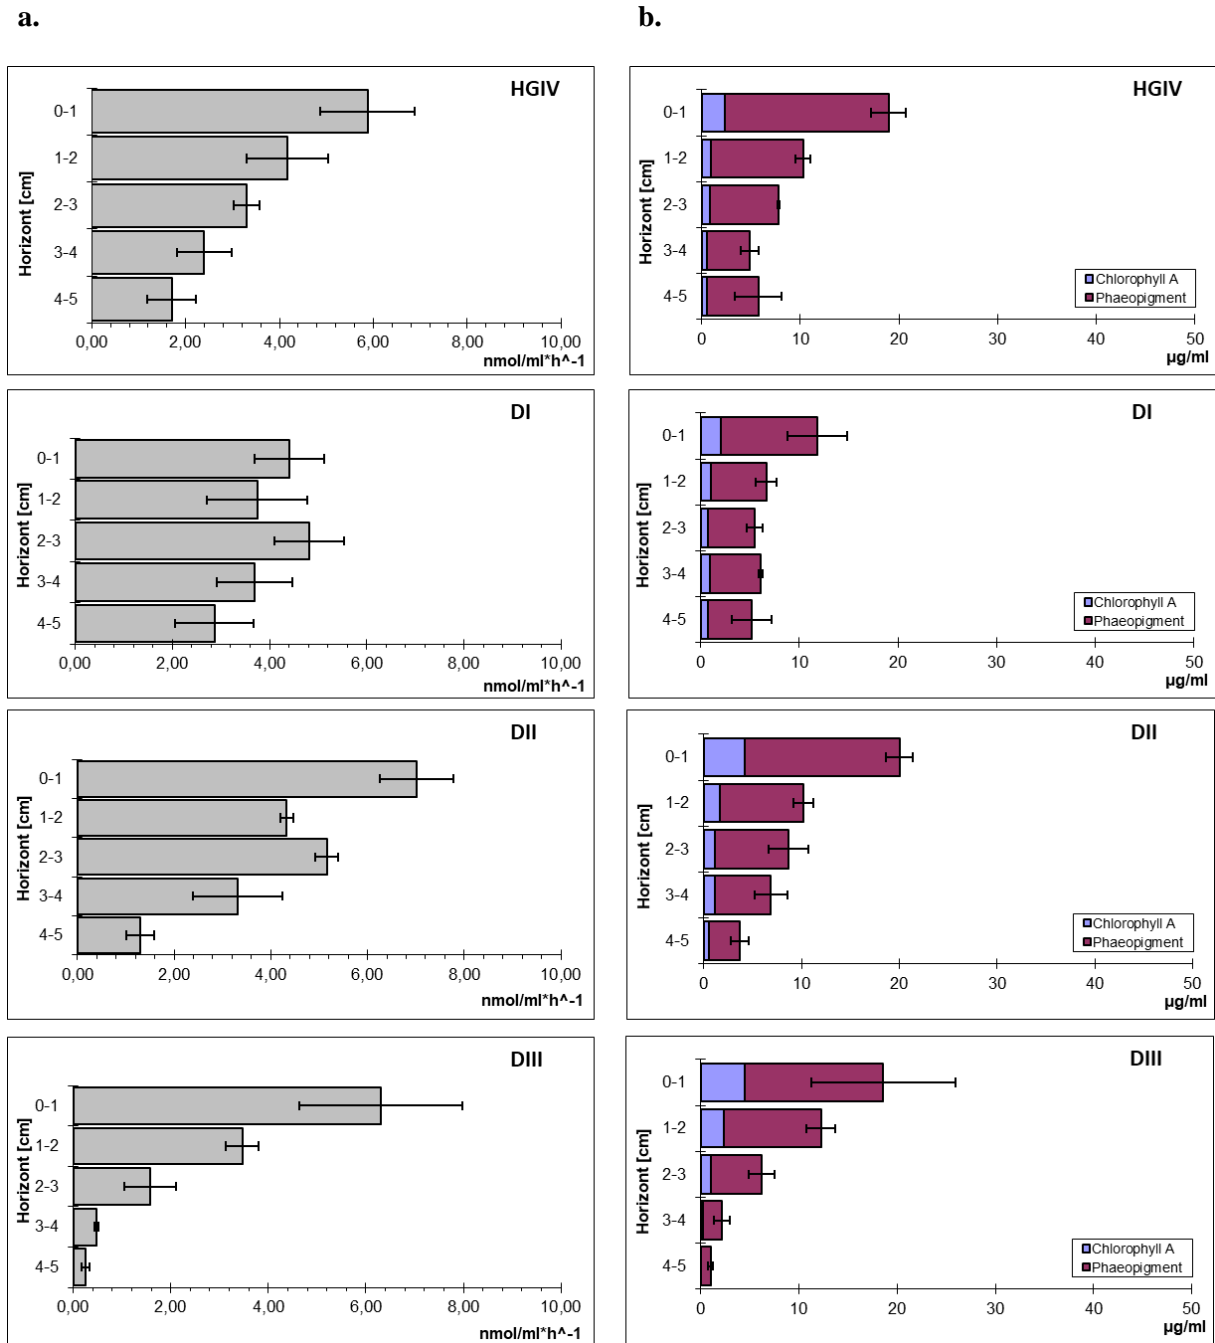 a.
b.
HGIV
Horizont [cm]
0-1
1-2
2-3
3-4
4-5
0,00 2,00 4,00 6,00 8,00 10,00
nmol/ml*h^-1
HGIV
Horizont [cm]
0-1
1-2
2-3
3-4
4-5
Chlorophyll A
Phaeopigment
0 10 20 30 40 50
µg/ml
DI
Horizont [cm]
0-1
1-2
2-3
3-4
4-5
0,00 2,00 4,00 6,00 8,00 10,00
nmol/ml*h^-1
DI
Horizont [cm]
0-1
1-2
2-3
3-4
4-5
Chlorophyll A
Phaeopigment
0 10 20 30 40 50
µg/ml
DII
Horizont [cm]
0-1
1-2
2-3
3-4
4-5
0,00 2,00 4,00 6,00 8,00 10,00
nmol/ml*h^-1
DII
Horizont [cm]
0-1
1-2
2-3
3-4
4-5
Chlorophyll A
Phaeopigment
0 10 20 30 40 50
µg/ml
DIII
Horizont [cm]
0-1
1-2
2-3
3-4
4-5
0,00 2,00 4,00 6,00 8,00 10,00
nmol/ml*h^-1
DIII
Horizont [cm]
0-1
1-2
2-3
3-4
4-5
Chlorophyll A
Phaeopigment
0 10 20 30 40 50
µg/ml